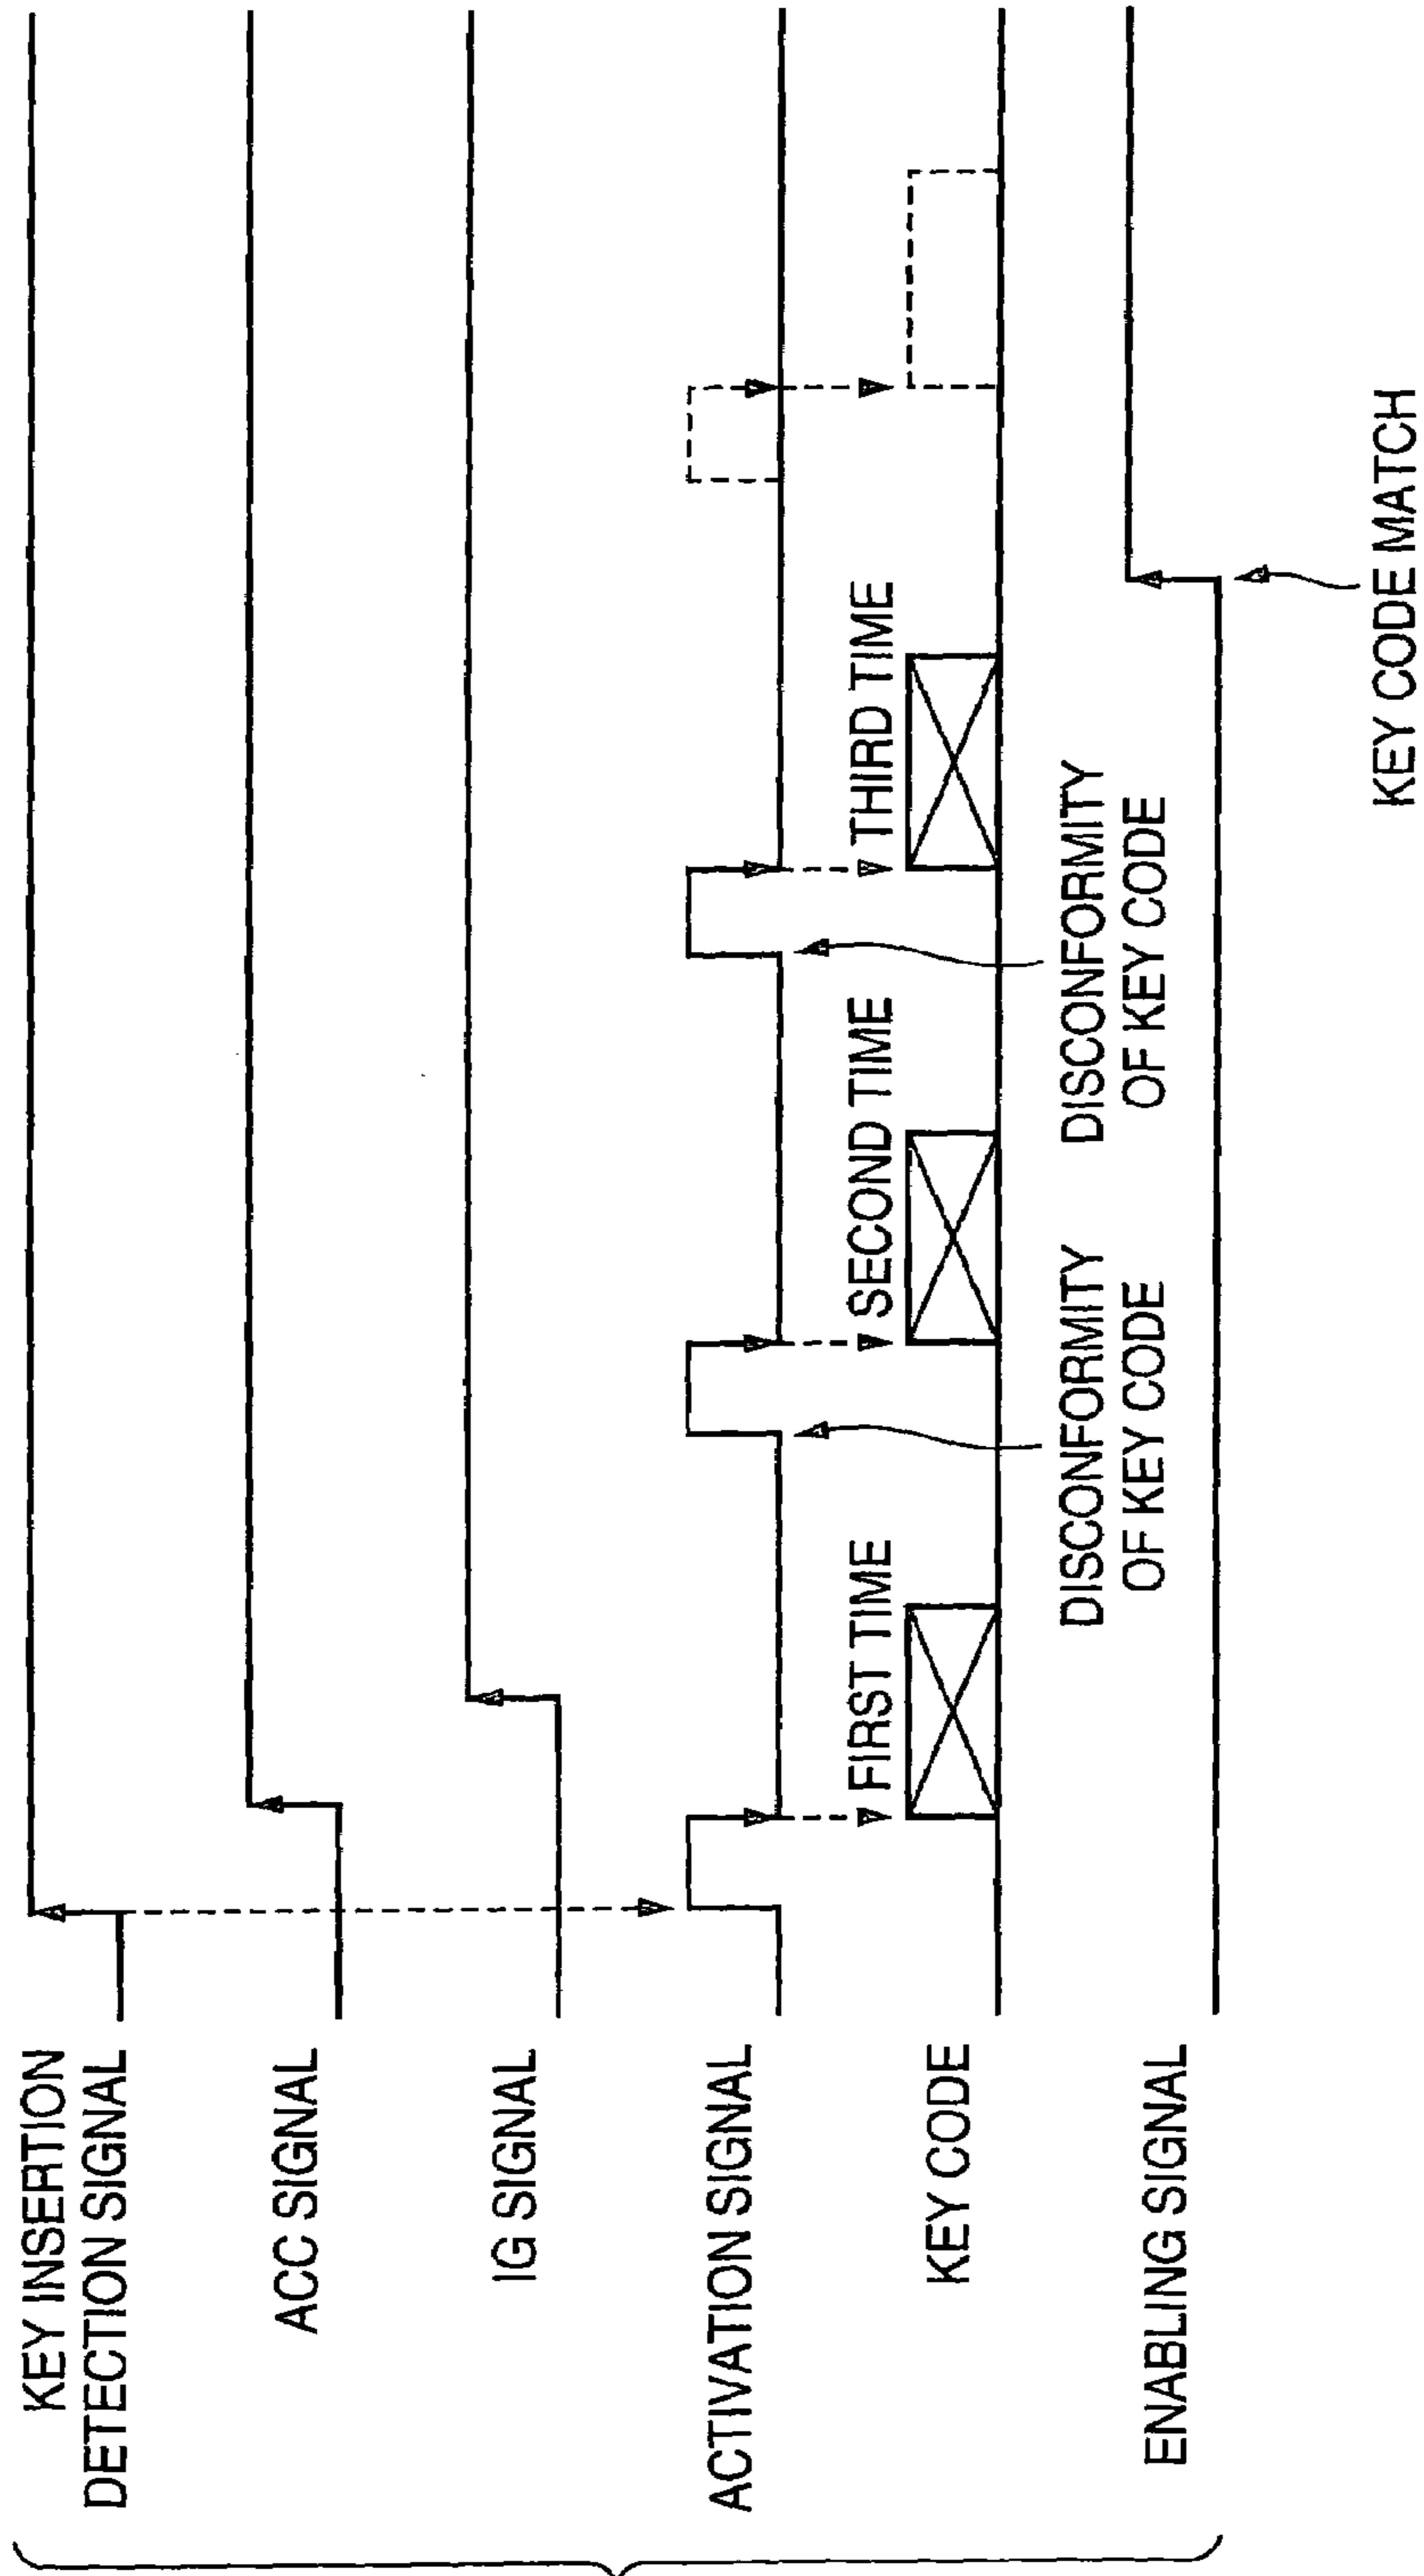 KEY INSERTION
DETECTION SIGNAL
ACC SIGNAL
IG SIGNAL
ACTIVATION SIGNAL
FIRST TIME
SECOND TIME
THIRD TIME
KEY CODE
DISCONFORMITY
OF KEY CODE
DISCONFORMITY
OF KEY CODE
ENABLING SIGNAL
KEY CODE MATCH